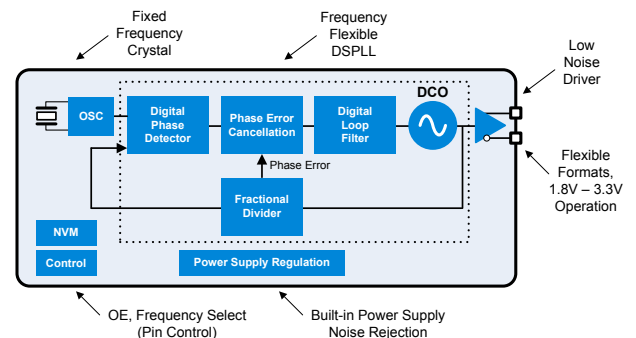 Fixed
Frequency
Crystal
Frequency
Flexible
DSPLL
Low
Noise
Driver
OSC
Digital
Phase
Detector
Phase Error
Cancellation
Digital
Loop
Filter
DCO
Phase Error
Fractional
Divider
Flexible
Formats,
1.8V – 3.3V
Operation
NVM
Control
Power Supply Regulation
OE, Frequency Select
(Pin Control)
Built-in Power Supply
Noise Rejection